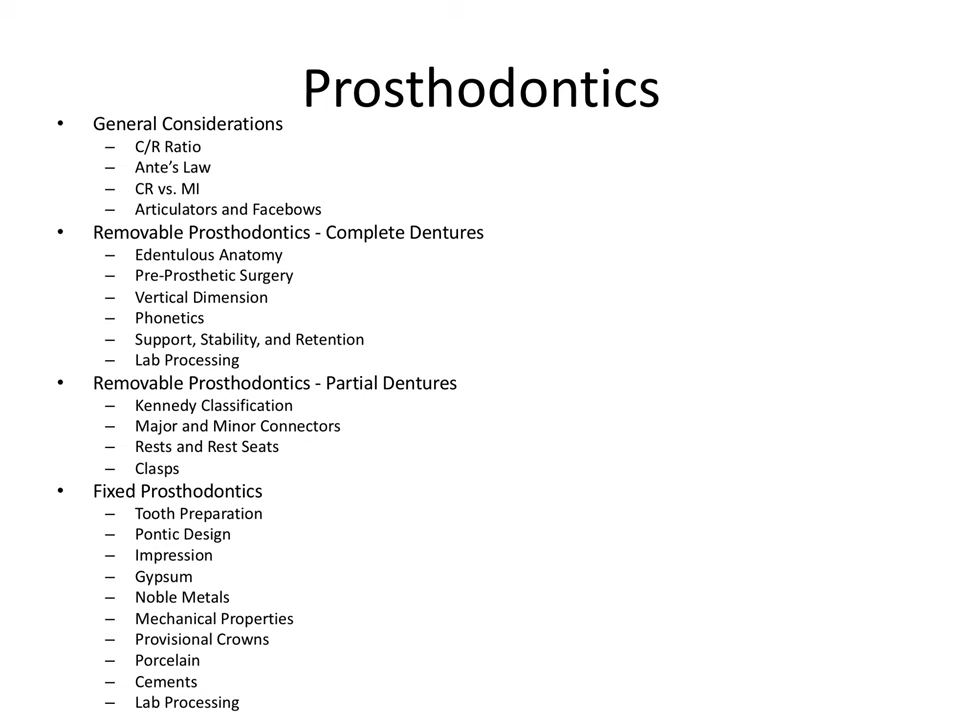 Prosthodontics
• General Considerations
– C/R Ratio
– Ante’s Law
– CR vs. MI
– Articulators and Facebows
• Removable Prosthodontics - Complete Dentures
– Edentulous Anatomy
– Pre-Prosthetic Surgery
– Vertical Dimension
– Phonetics
– Support, Stability, and Retention
– Lab Processing
• Removable Prosthodontics - Partial Dentures
– Kennedy Classification
– Major and Minor Connectors
– Rests and Rest Seats
– Clasps
• Fixed Prosthodontics
– Tooth Preparation
– Pontic Design
– Impression
– Gypsum
– Noble Metals
– Mechanical Properties
– Provisional Crowns
– Porcelain
– Cements
– Lab Processing